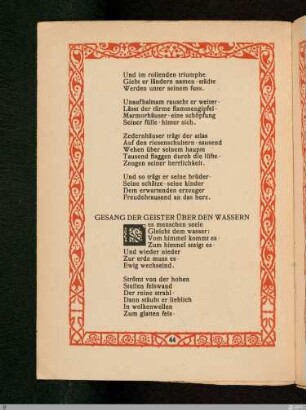 Und im rollenden triumphe
Giebt er ländern namen · städte
Werden unter seinem fuss.
Unaufhaltsam rauscht er weiter ·
Lässt der türme flammengipfel ·
Marmorhäuser · eine schöpfung
Seiner fülle · hinter sich.
Zedernhäuser trägt der atlas
Auf den riesenschultern · sausend
Wehen über seinem haupte
Tausend flaggen durch die lüfte ·
Zeugen seiner herrlichkeit.
Und so trägt er seine brüder ·
Seine schätze · seine kinder
Dem erwartenden erzeuger
Freudebrausend an das herz.
GESANG DER GEISTER ÜBER DEN WASSERN
Des menschen seele
Gleicht dem wasser:
Vom himmel kommt es ·
Zum himmel steigt es ·
Und wieder nieder
Zur erde muss es ·
Ewig wechselnd.
Strömt von der hohen
Steilen felswand
Der reine strahl ·
Dann stäubt er lieblich
In wolkenwellen
Zum glatten fels ·
44